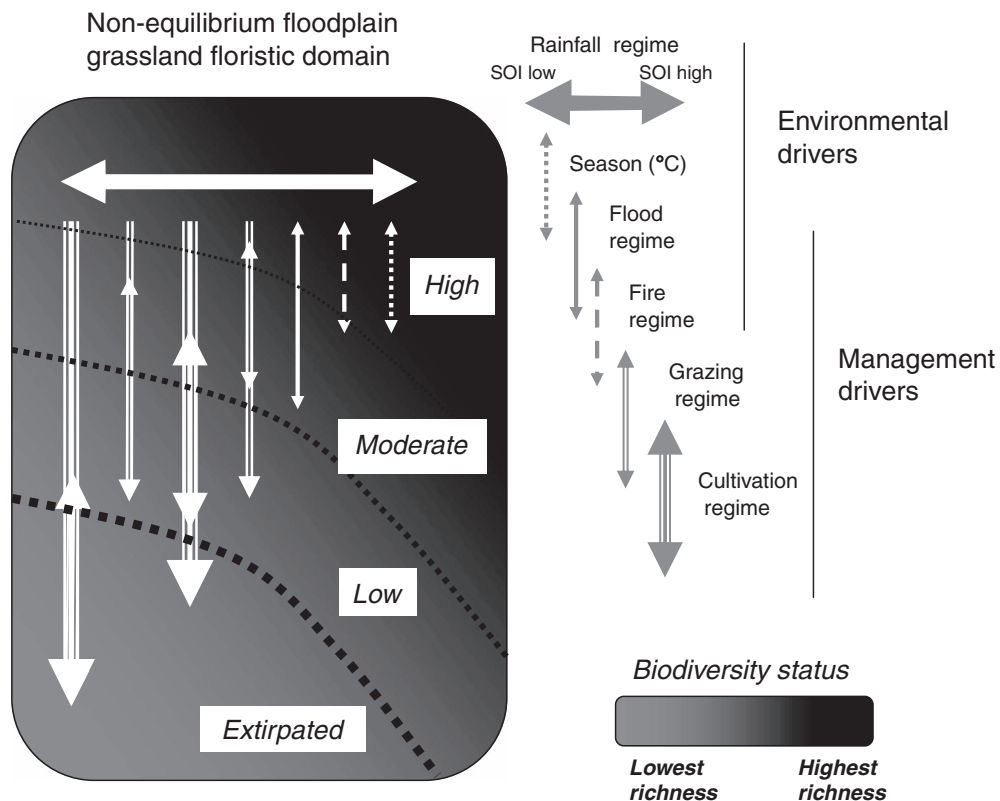 Non-equilibrium floodplain
grassland floristic domain
High
Moderate
Low
Extirpated
Rainfall regime
SOI low
SOI high
Season (°C)
Flood
regime
Fire
regime
Grazing
regime
Cultivation
regime
Environmental
drivers
Management
drivers
Biodiversity status
Lowest
richness
Highest
richness